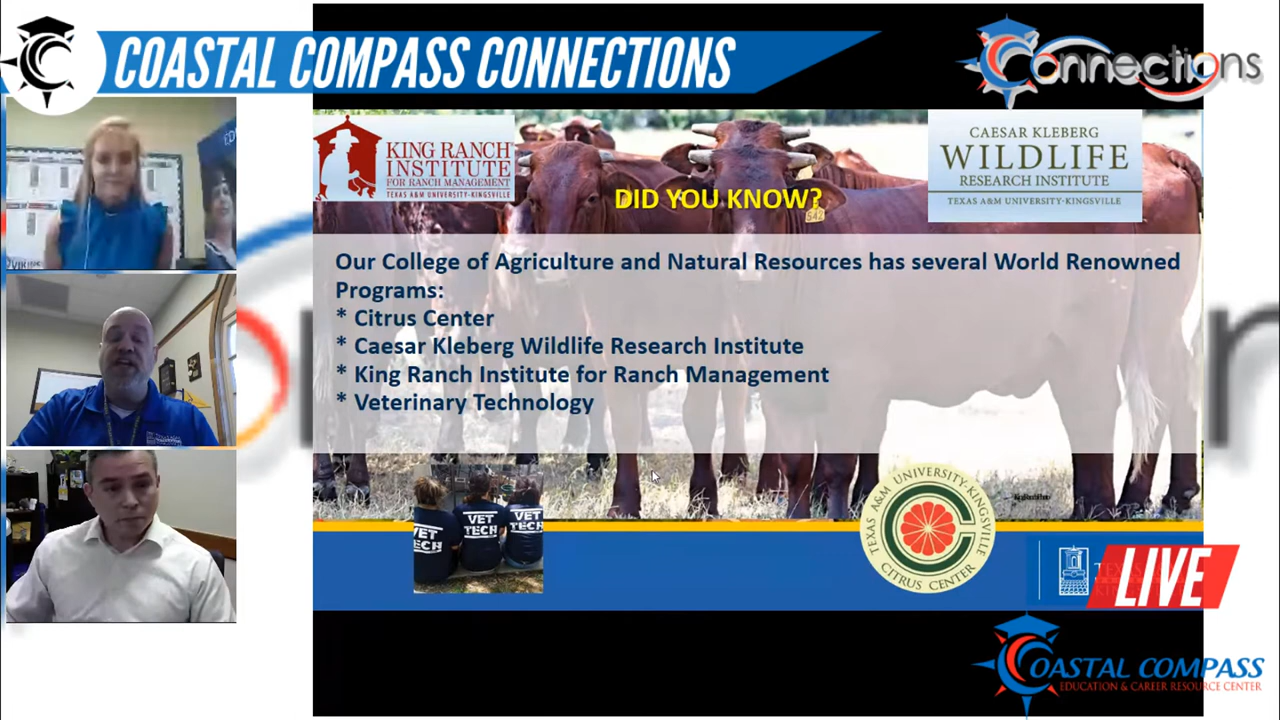 COASTAL COMPASS CONNECTIONS
Connections
KING RANCH
INSTITUTE
FOR RANCH MANAGEMENT
TEXAS A&M UNIVERSITY-KINGSVILLE
CAESAR KLEBERG
WILDLIFE
RESEARCH INSTITUTE
TEXAS A&M UNIVERSITY-KINGSVILLE
DID YOU KNOW?
542
Our College of Agriculture and Natural Resources has several World Renowned
Programs:
* Citrus Center
* Caesar Kleberg Wildlife Research Institute
* King Ranch Institute for Ranch Management
* Veterinary Technology
VET
TECH
VET
TECH
VET
TECH
TEXAS A&M UNIVERSITY-KINGSVILLE
CITRUS CENTER
LIVE
COASTAL COMPASS
EDUCATION & CAREER RESOURCE CENTER